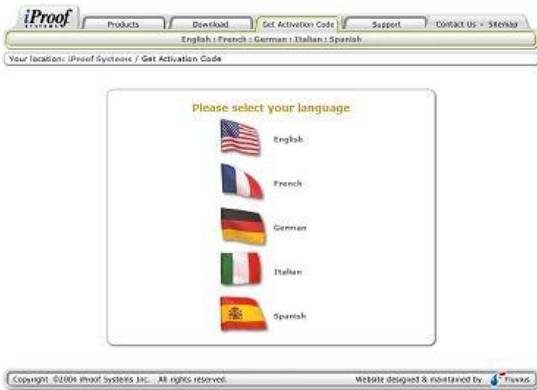 iProof
SYSTEMS
Products
Download
Get Activation Code
Support
Contact Us • Sitemap
English : French : German : Italian : Spanish
Your location: iProof Systems / Get Activation Code
Please select your language
English
French
German
Italian
Spanish
Copyright ©2004 iProof Systems Inc. All rights reserved.
Website designed & maintained by Fluvius